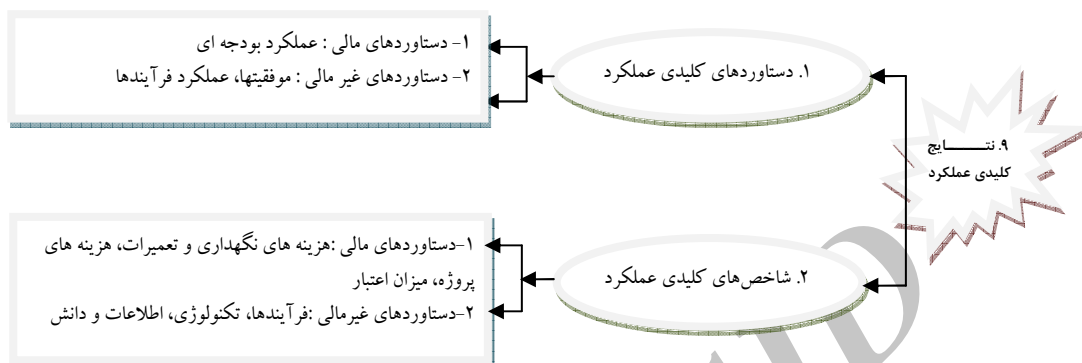 ۹. نتـــــــایج
کلیدی عملکرد
۱. دستاوردهای کلیدی عملکرد
۱- دستاوردهای مالی : عملکرد بودجه ای
۲- دستاوردهای غیر مالی : موفقیتها، عملکرد فرآیندها
۲. شاخص‌های کلیدی عملکرد
۱-دستاوردهای مالی :هزینه های نگهداری و تعمیرات، هزینه های
پروژه، میزان اعتبار
۲-دستاوردهای غیرمالی :فرآیندها، تکنولوژی، اطلاعات و دانش